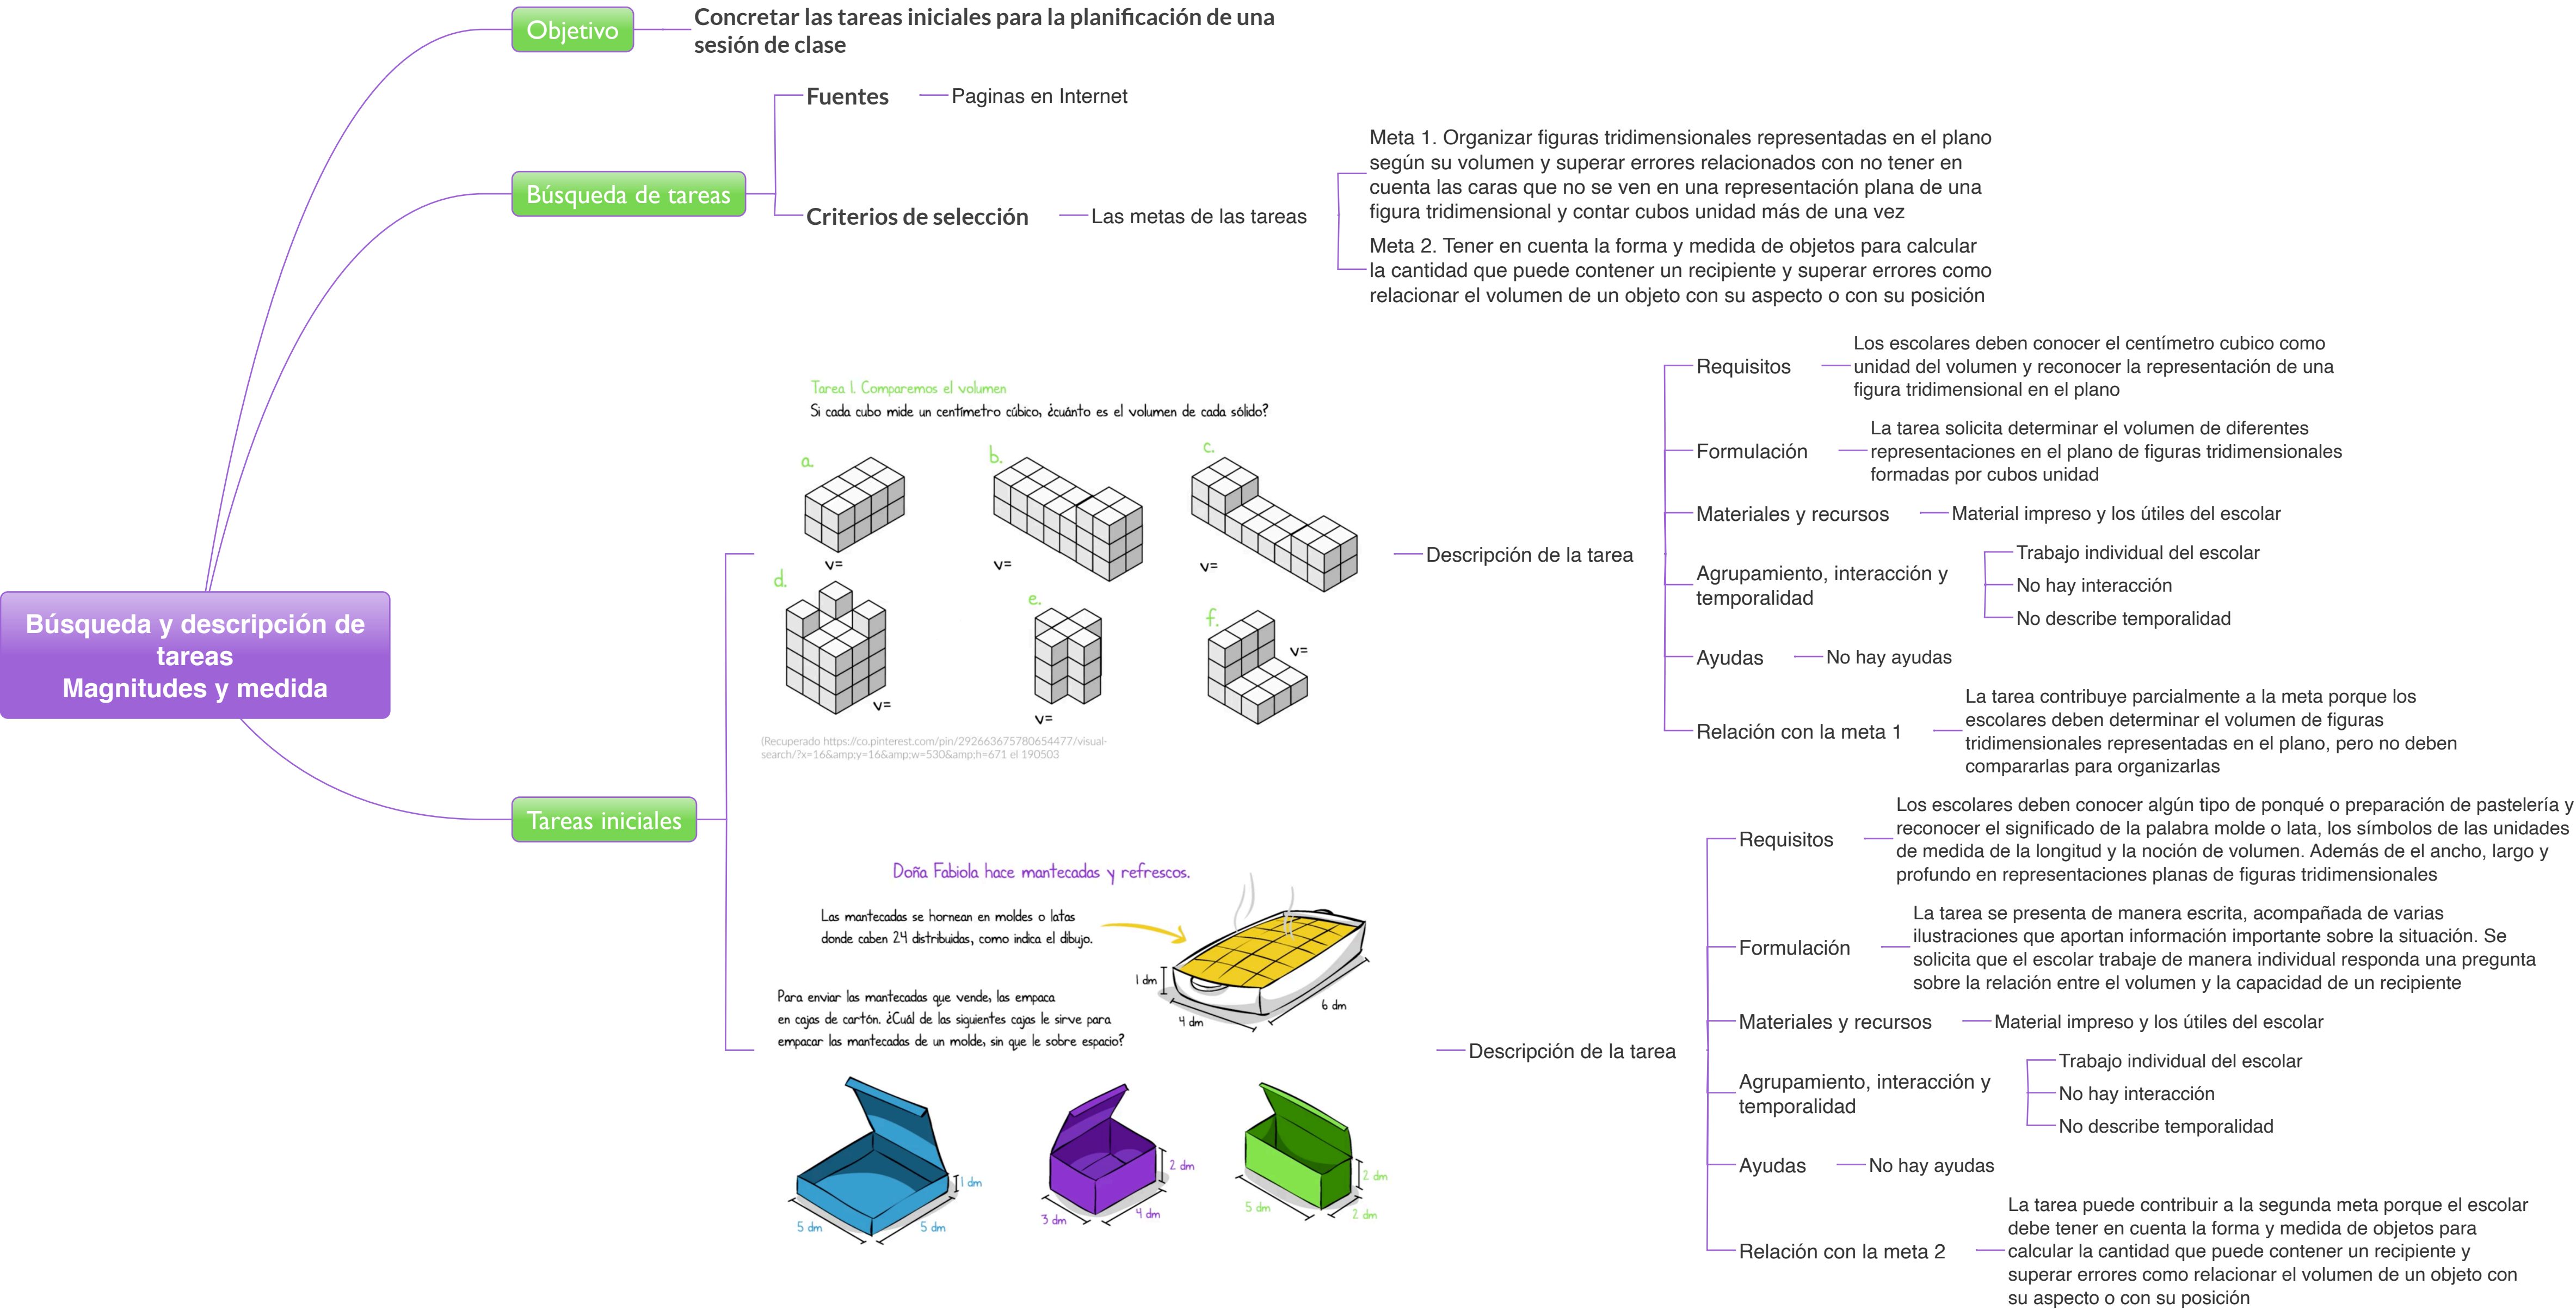 Objetivo
Concretar las tareas iniciales para la planificación de una
sesión de clase
Búsqueda de tareas
Fuentes
Paginas en Internet
Criterios de selección
Las metas de las tareas
Meta 1. Organizar figuras tridimensionales representadas en el plano
según su volumen y superar errores relacionados con no tener en
cuenta las caras que no se ven en una representación plana de una
figura tridimensional y contar cubos unidad más de una vez
Meta 2. Tener en cuenta la forma y medida de objetos para calcular
la cantidad que puede contener un recipiente y superar errores como
relacionar el volumen de un objeto con su aspecto o con su posición
Búsqueda y descripción de
tareas
Magnitudes y medida
Tareas iniciales
Tarea 1. Comparemos el volumen
Si cada cubo mide un centímetro cúbico, ¿cuánto es el volumen de cada sólido?
a.
b.
c.
v=
v=
v=
d.
e.
f.
v=
v=
v=
(Recuperado https://co.pinterest.com/pin/292663675780654477/visual-
search/?x=16&amp;y=16&amp;w=530&amp;h=671 el 190503
Descripción de la tarea
Requisitos
Los escolares deben conocer el centímetro cubico como
unidad del volumen y reconocer la representación de una
figura tridimensional en el plano
Formulación
La tarea solicita determinar el volumen de diferentes
representaciones en el plano de figuras tridimensionales
formadas por cubos unidad
Materiales y recursos
Material impreso y los útiles del escolar
Agrupamiento, interacción y
temporalidad
Trabajo individual del escolar
No hay interacción
No describe temporalidad
Ayudas
No hay ayudas
Relación con la meta 1
La tarea contribuye parcialmente a la meta porque los
escolares deben determinar el volumen de figuras
tridimensionales representadas en el plano, pero no deben
compararlas para organizarlas
Doña Fabiola hace mantecadas y refrescos.
Las mantecadas se hornean en moldes o latas
donde caben 24 distribuidas, como indica el dibujo.
1 dm
4 dm
6 dm
Para enviar las mantecadas que vende, las empaca
en cajas de cartón. ¿Cuál de las siguientes cajas le sirve para
empacar las mantecadas de un molde, sin que le sobre espacio?
1 dm
5 dm
5 dm
2 dm
3 dm
4 dm
2 dm
5 dm
2 dm
Descripción de la tarea
Requisitos
Los escolares deben conocer algún tipo de ponqué o preparación de pastelería y
reconocer el significado de la palabra molde o lata, los símbolos de las unidades
de medida de la longitud y la noción de volumen. Además de el ancho, largo y
profundo en representaciones planas de figuras tridimensionales
Formulación
La tarea se presenta de manera escrita, acompañada de varias
ilustraciones que aportan información importante sobre la situación. Se
solicita que el escolar trabaje de manera individual responda una pregunta
sobre la relación entre el volumen y la capacidad de un recipiente
Materiales y recursos
Material impreso y los útiles del escolar
Agrupamiento, interacción y
temporalidad
Trabajo individual del escolar
No hay interacción
No describe temporalidad
Ayudas
No hay ayudas
Relación con la meta 2
La tarea puede contribuir a la segunda meta porque el escolar
debe tener en cuenta la forma y medida de objetos para
calcular la cantidad que puede contener un recipiente y
superar errores como relacionar el volumen de un objeto con
su aspecto o con su posición